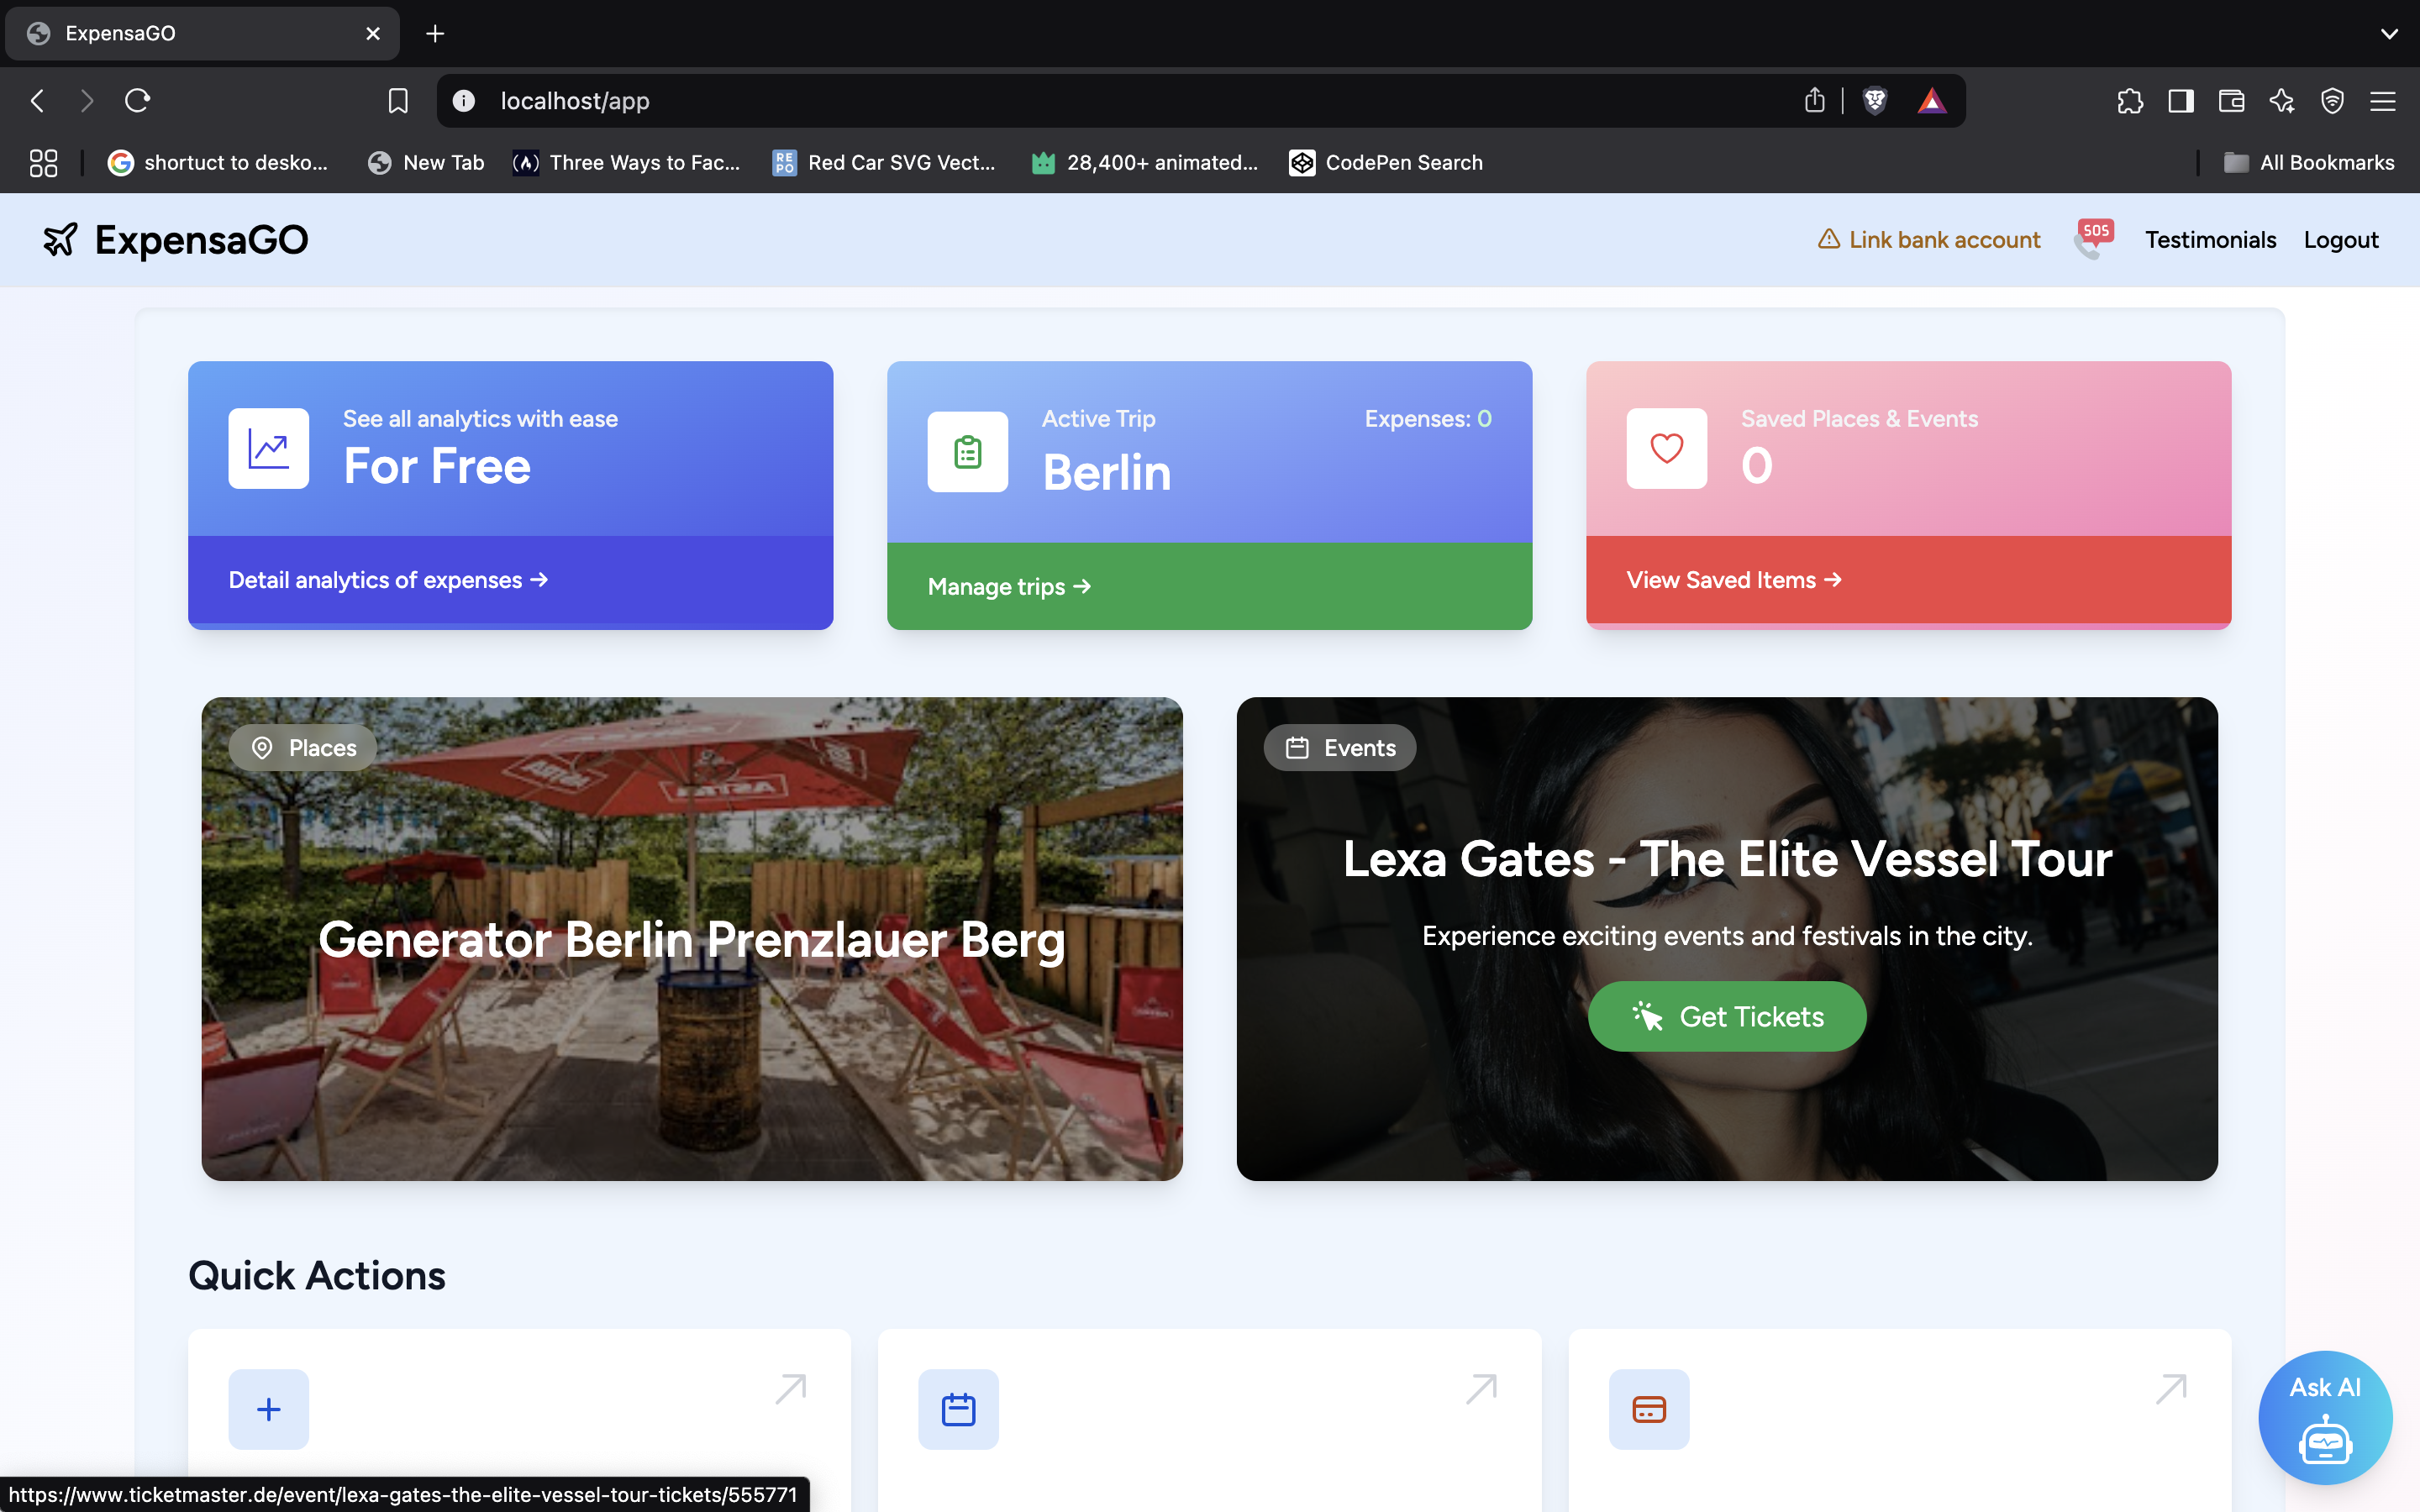 ExpensaGO
localhost/app
shortuct to desko...
New Tab
Three Ways to Fac...
REPO
Red Car SVG Vect...
28,400+ animated...
CodePen Search
All Bookmarks
ExpensaGO
Link bank account
SOS
Testimonials
Logout
See all analytics with ease
For Free
Detail analytics of expenses →
Active Trip
Expenses: 0
Berlin
Manage trips →
Saved Places & Events
0
View Saved Items →
Places
ASTRA
ASTRA
Generator Berlin Prenzlauer Berg
Events
Lexa Gates - The Elite Vessel Tour
Experience exciting events and festivals in the city.
Get Tickets
Quick Actions
Ask AI
https://www.ticketmaster.de/event/lexa-gates-the-elite-vessel-tour-tickets/555771